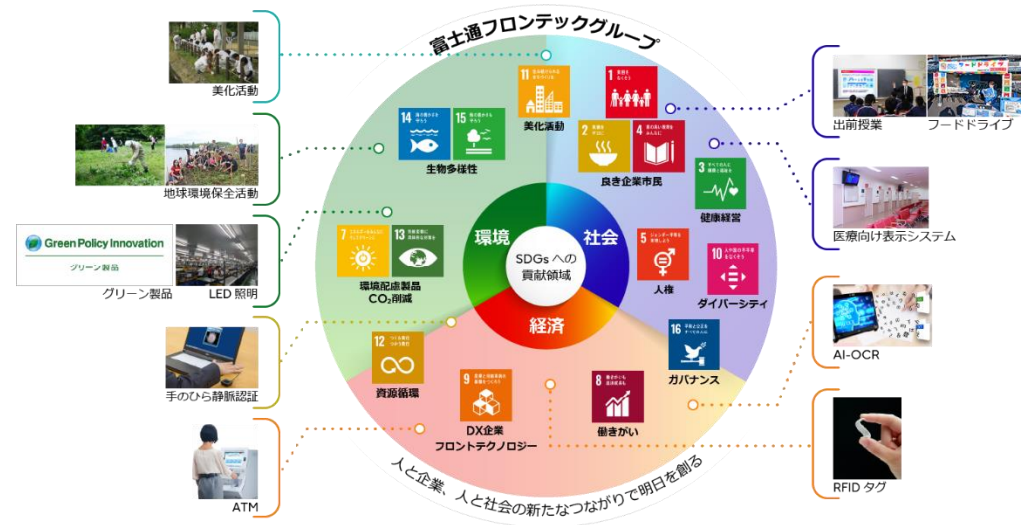 富士通フロンテックグループ
美化活動
地球環境保全活動
Green Policy Innovation
グリーン製品
グリーン製品
LED 照明
手のひら静脈認証
ATM
11
美化活動
14
15
生物多様性
7
13
環境配慮製品
CO₂削減
12
資源循環
1
2
4
良き企業市民
3
健康経営
5
人権
10
ダイバーシティ
16
ガバナンス
9
DX企業
フロントテクノロジー
8
働きがい
環境
社会
経済
SDGs への
貢献領域
人と企業、人と社会の新たなつながりで明日を創る
出前授業
フードドライブ
医療向け表示システム
AI-OCR
RFID タグ